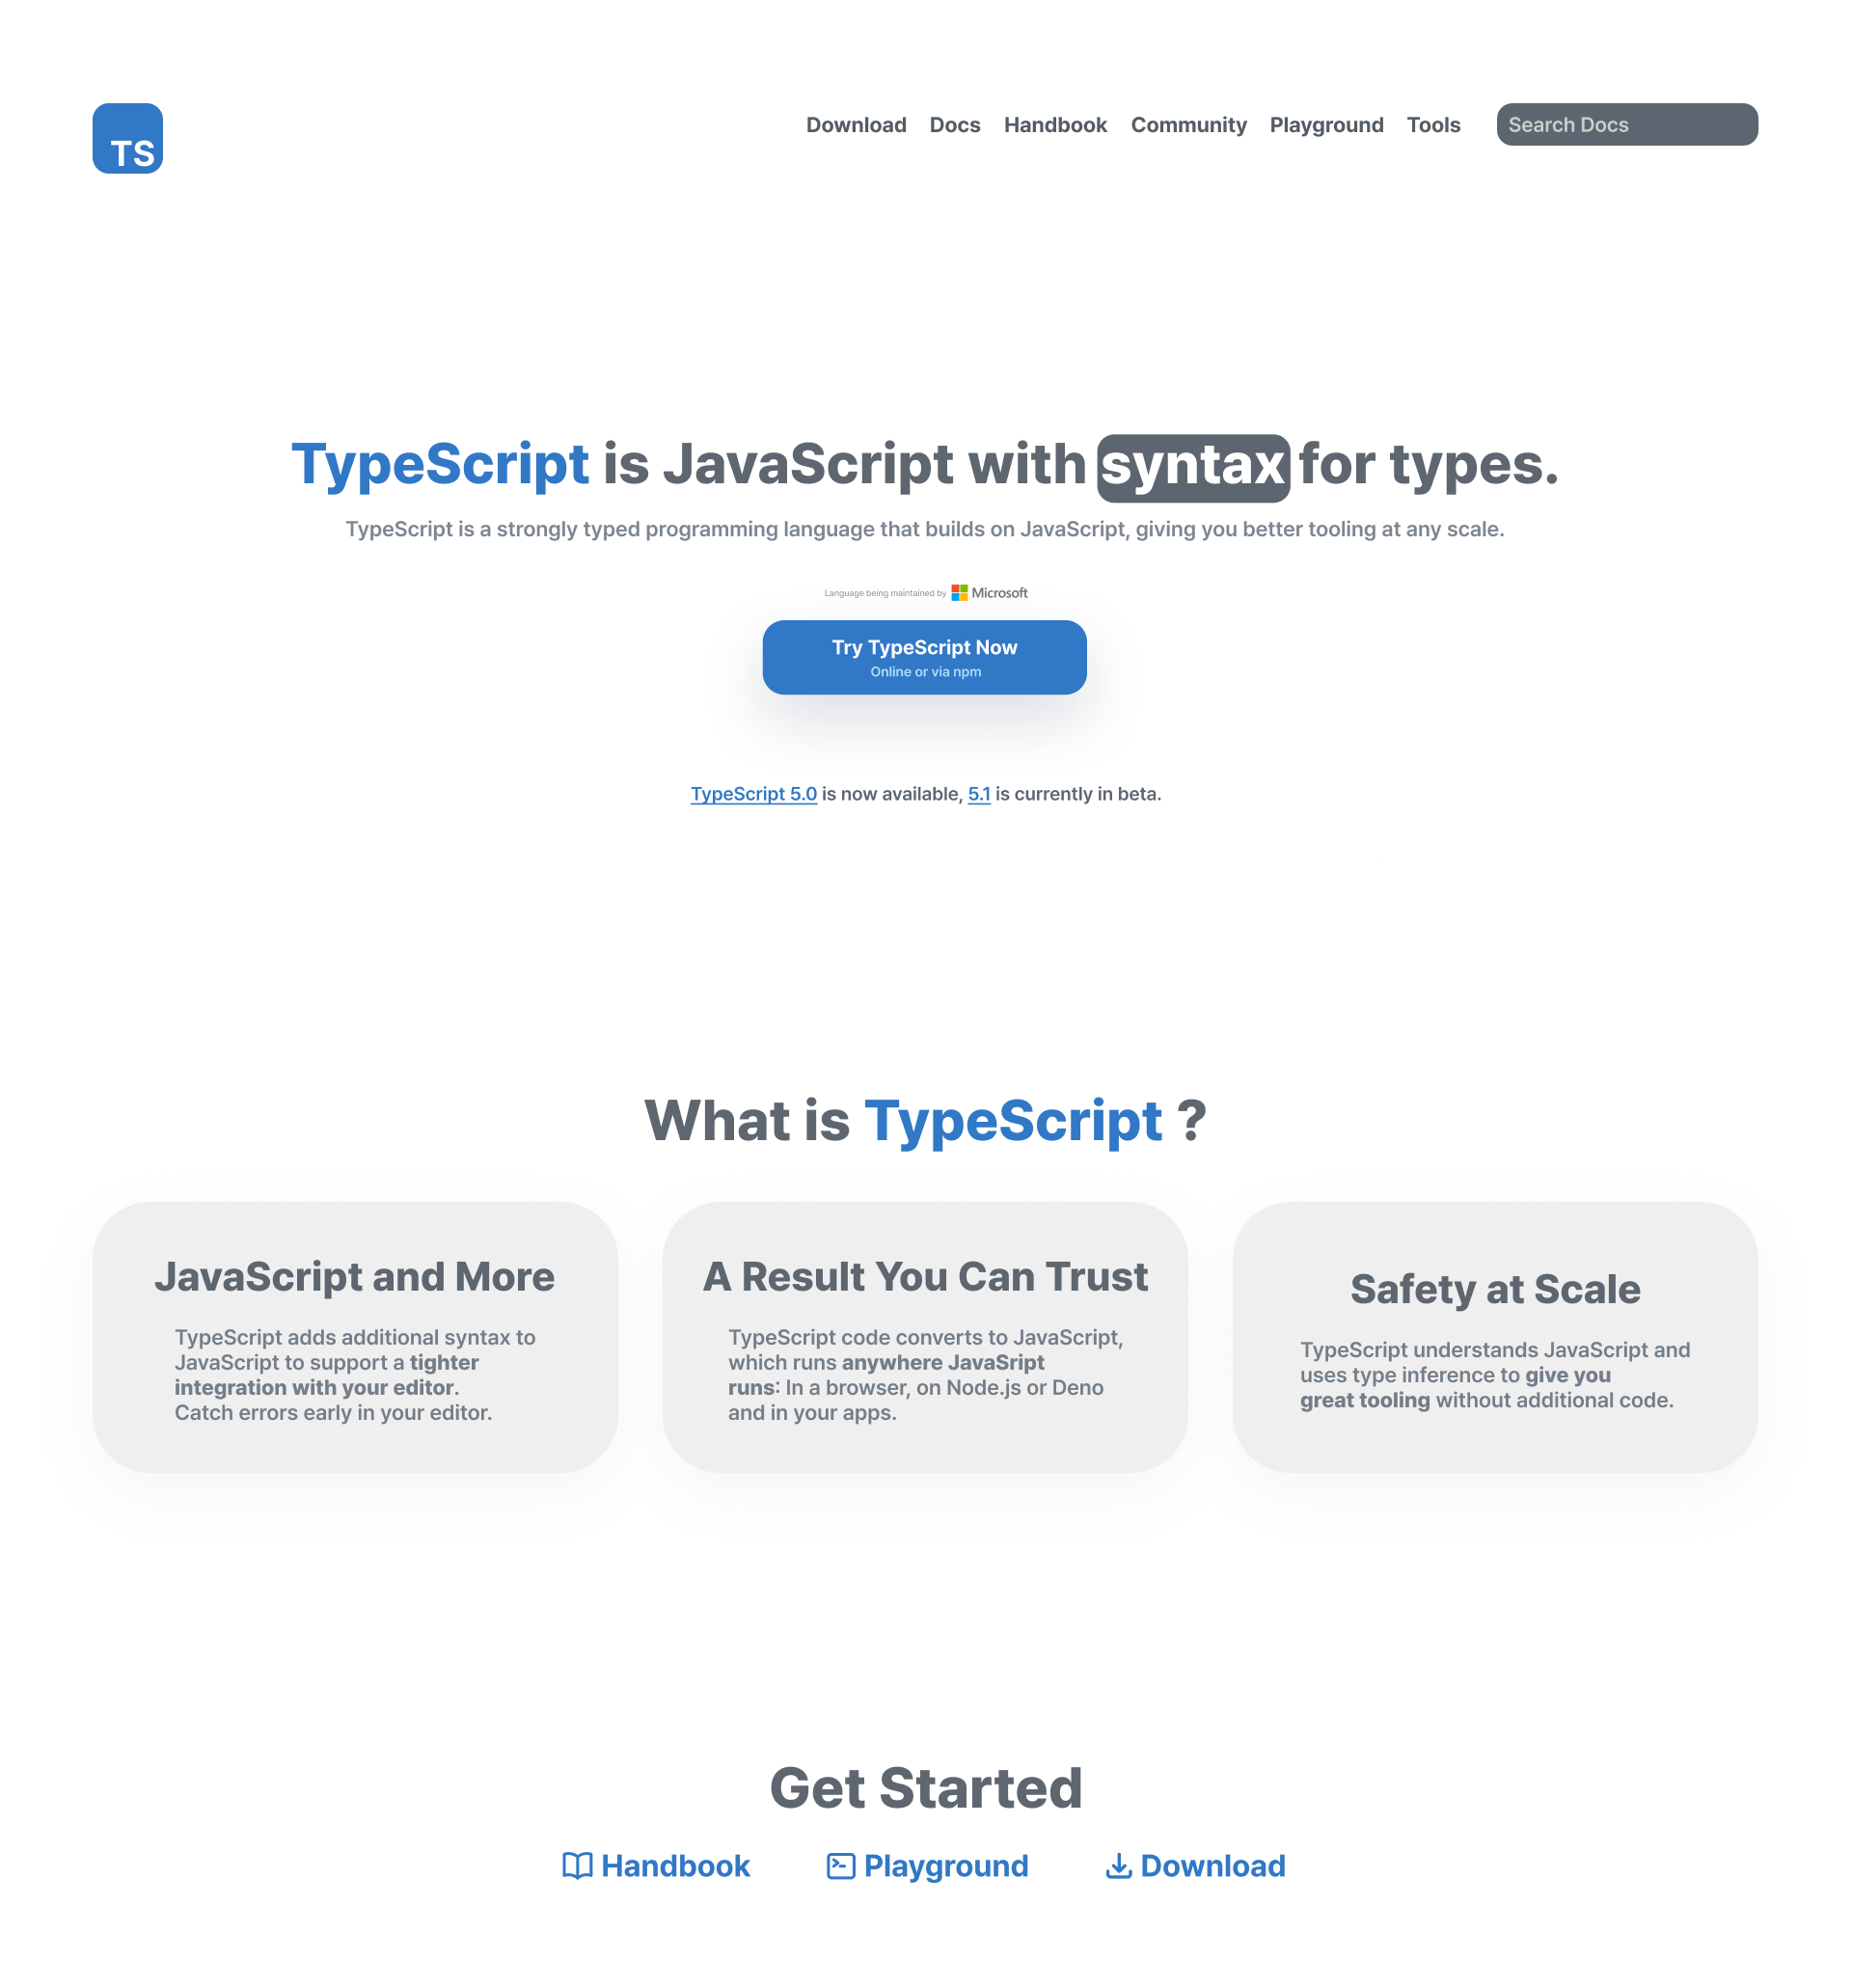 TS
Download Docs Handbook Community Playground Tools Search Docs
TypeScript is JavaScript with syntax for types.
TypeScript is a strongly typed programming language that builds on JavaScript, giving you better tooling at any scale.
Language being maintained by Microsoft
Try TypeScript Now
Online or via npm
TypeScript 5.0 is now available, 5.1 is currently in beta.
What is TypeScript ?
JavaScript and More
TypeScript adds additional syntax to
JavaScript to support a tighter
integration with your editor.
Catch errors early in your editor.
A Result You Can Trust
TypeScript code converts to JavaScript,
which runs anywhere JavaSript
runs: In a browser, on Node.js or Deno
and in your apps.
Safety at Scale
TypeScript understands JavaScript and
uses type inference to give you
great tooling without additional code.
Get Started
Handbook Playground Download